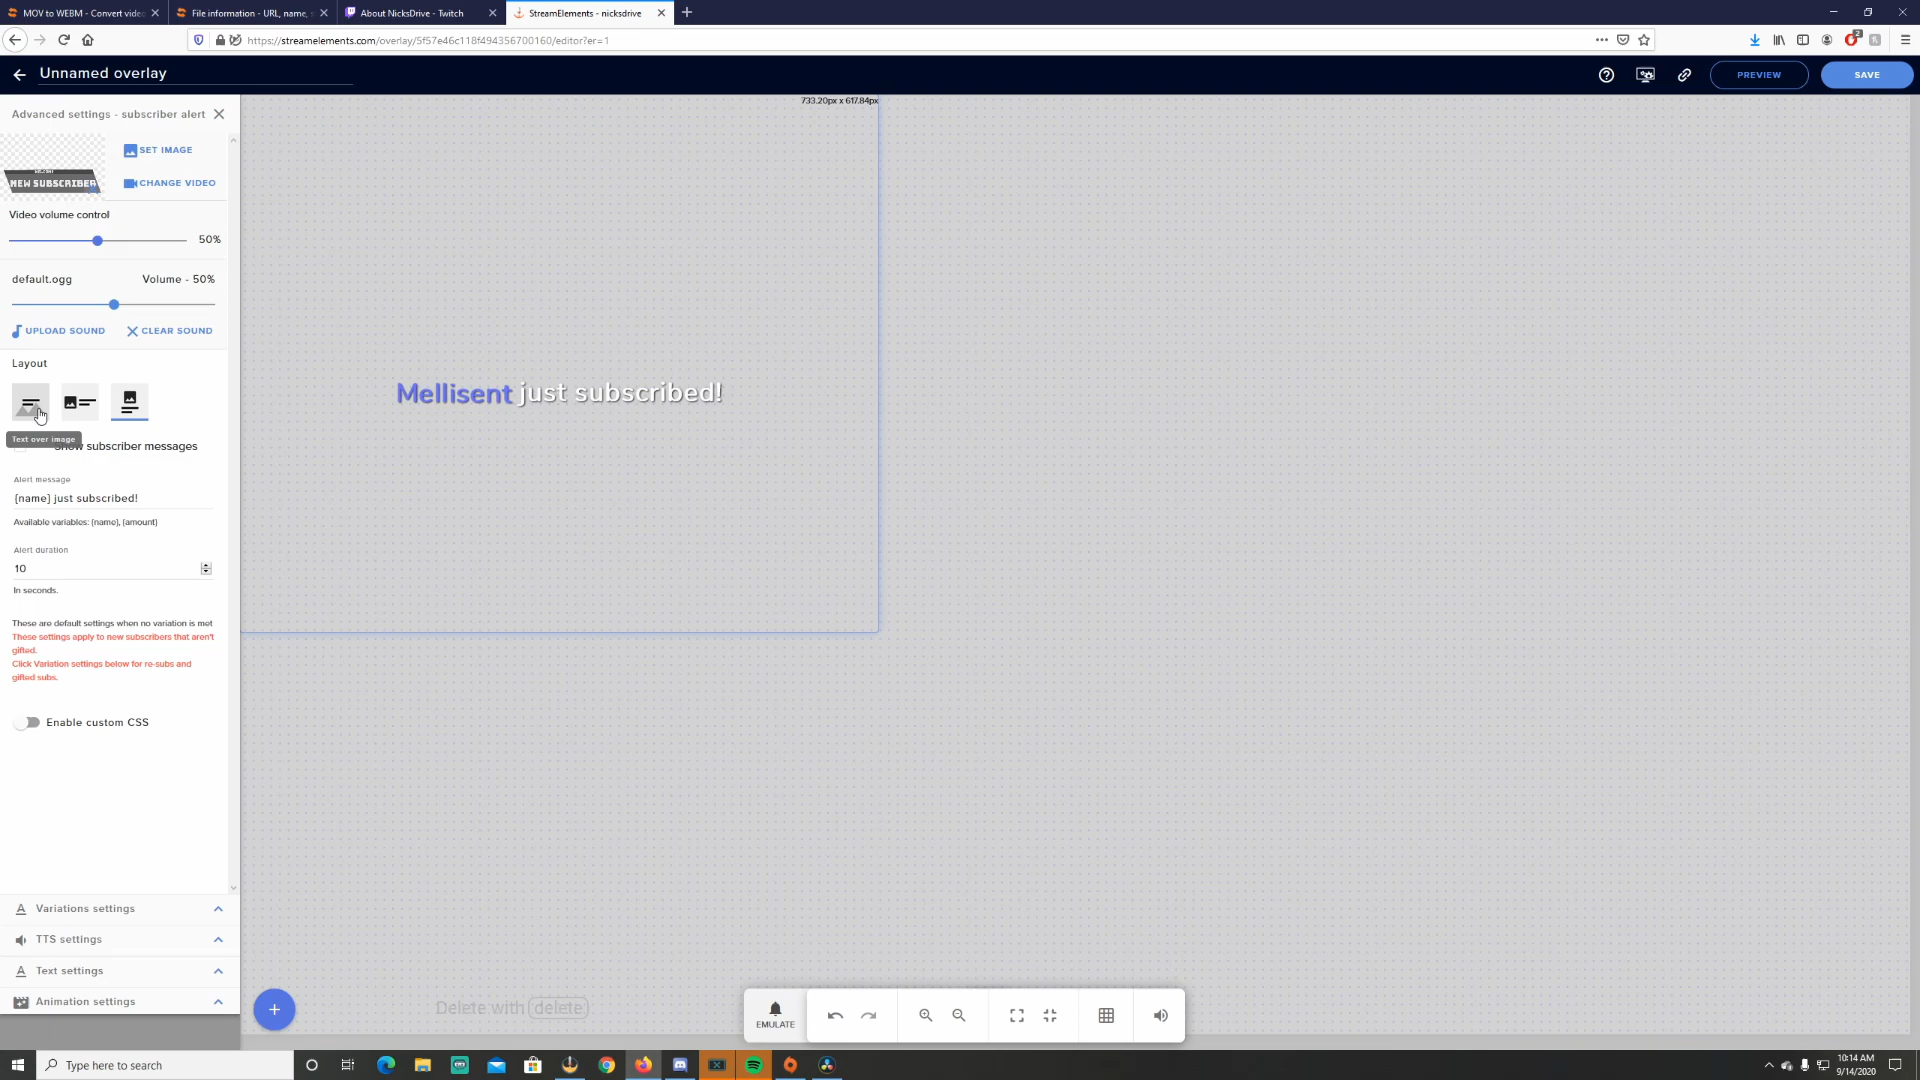 MOV to WEBM - Convert video
File information - URL, name, s
About NicksDrive - Twitch
StreamElements - nicksdrive
https://streamelements.com/overlay/5f57e46c118f494356700160/editor?er=1
2
Unnamed overlay
PREVIEW
SAVE
Advanced settings - subscriber alert
733.20px x 617.84px
NEW SUBSCRIBER
SET IMAGE
CHANGE VIDEO
Video volume control
50%
default.ogg
Volume - 50%
UPLOAD SOUND
CLEAR SOUND
Layout
Text over image
Show subscriber messages
Mellisent just subscribed!
Alert message
{name} just subscribed!
Available variables: {name}, {amount}
Alert duration
10
In seconds.
These are default settings when no variation is met
These settings apply to new subscribers that aren't
gifted.
Click Variation settings below for re-subs and
gifted subs.
Enable custom CSS
Variations settings
TTS settings
Text settings
Animation settings
Delete with delete
EMULATE
Type here to search
10:14 AM
9/14/2020